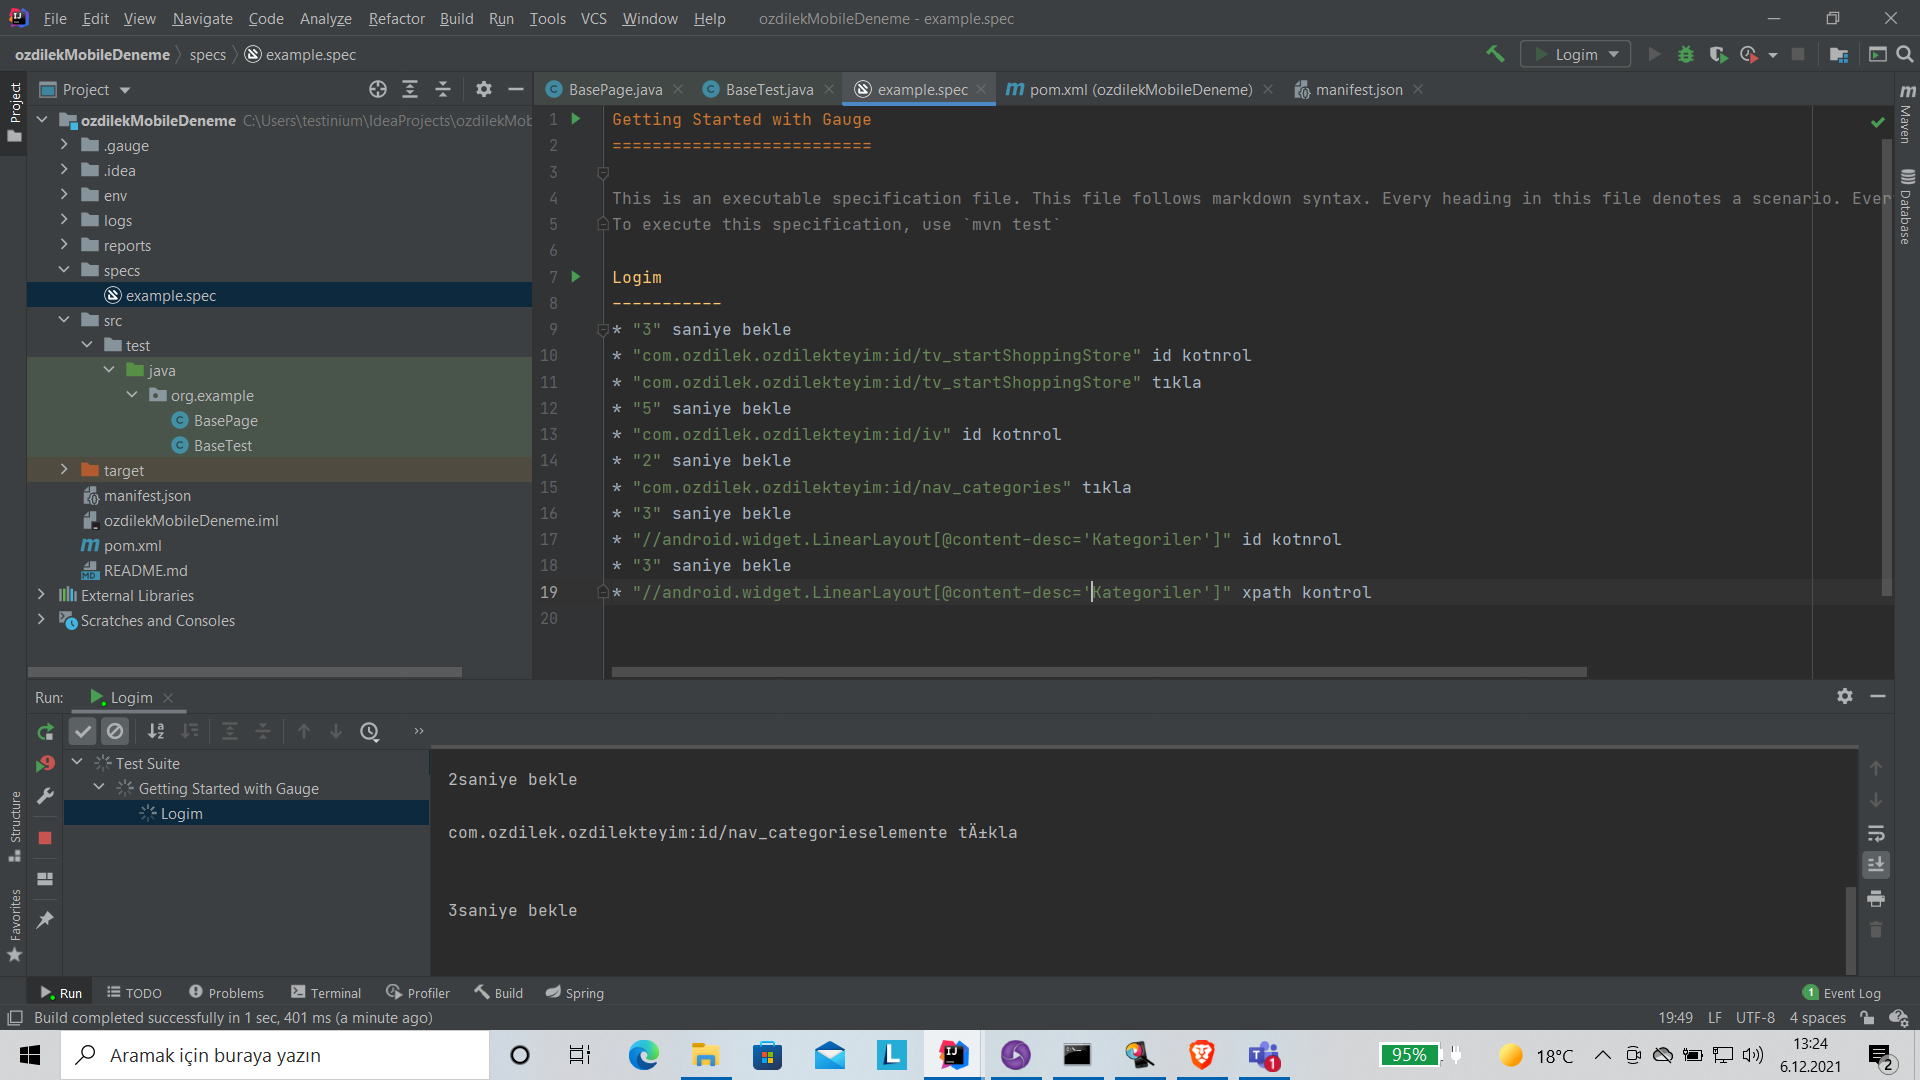 File Edit View Navigate Code Analyze Refactor Build Run Tools VCS Window Help ozdilekMobileDeneme - example.spec
ozdilekMobileDeneme specs example.spec Logim
Project
Project
BasePage.java BaseTest.java example.spec pom.xml (ozdilekMobileDeneme) manifest.json
Maven
Database
ozdilekMobileDeneme C:\Users\testinium\IdeaProjects\ozdilekMob
.gauge
.idea
env
logs
reports
specs
example.spec
src
test
java
org.example
BasePage
BaseTest
target
manifest.json
ozdilekMobileDeneme.iml
pom.xml
README.md
External Libraries
Scratches and Consoles
1 Getting Started with Gauge
2 ==========================
3
4 This is an executable specification file. This file follows markdown syntax. Every heading in this file denotes a scenario. Ever
5 To execute this specification, use `mvn test`
6
7 Logim
8 -----------
9 * "3" saniye bekle
10 * "com.ozdilek.ozdilekteyim:id/tv_startShoppingStore" id kotnrol
11 * "com.ozdilek.ozdilekteyim:id/tv_startShoppingStore" tıkla
12 * "5" saniye bekle
13 * "com.ozdilek.ozdilekteyim:id/iv" id kotnrol
14 * "2" saniye bekle
15 * "com.ozdilek.ozdilekteyim:id/nav_categories" tıkla
16 * "3" saniye bekle
17 * "//android.widget.LinearLayout[@content-desc='Kategoriler']" id kotnrol
18 * "3" saniye bekle
19 * "//android.widget.LinearLayout[@content-desc='Kategoriler']" xpath kontrol
20
Run: Logim
Test Suite
Getting Started with Gauge
Logim
2saniye bekle
com.ozdilek.ozdilekteyim:id/nav_categorieselemente tÄ±kla
3saniye bekle
Structure
Favorites
Run TODO Problems Terminal Profiler Build Spring 1 Event Log
Build completed successfully in 1 sec, 401 ms (a minute ago) 19:49 LF UTF-8 4 spaces
Aramak için buraya yazın L 1 95% 18°C 13:24
6.12.2021 2